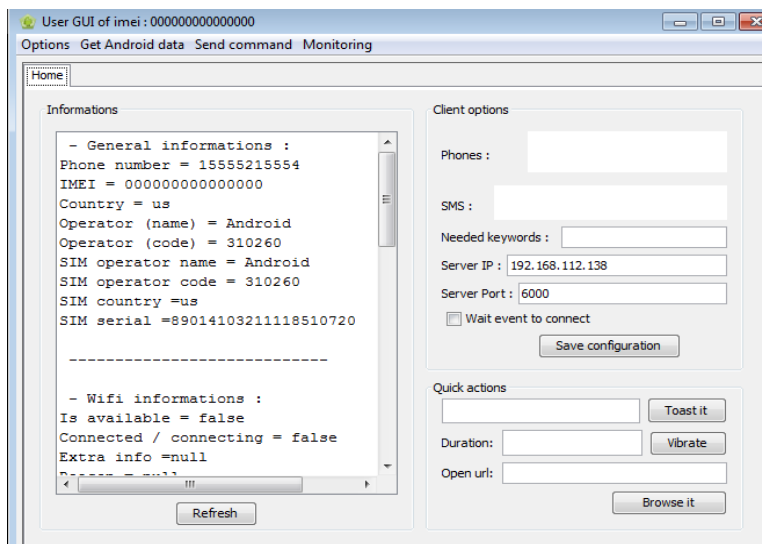 User GUI of imei : 000000000000000
Options Get Android data Send command Monitoring
Home
Informations
- General informations :
Phone number = 15555215554
IMEI = 000000000000000
Country = us
Operator (name) = Android
Operator (code) = 310260
SIM operator name = Android
SIM operator code = 310260
SIM country =us
SIM serial =89014103211118510720
----------------------------
- Wifi informations :
Is available = false
Connected / connecting = false
Extra info =null
Reason = null
Refresh
Client options
Phones :
SMS :
Needed keywords :
Server IP : 192.168.112.138
Server Port : 6000
Wait event to connect
Save configuration
Quick actions
Toast it
Duration: Vibrate
Open url:
Browse it